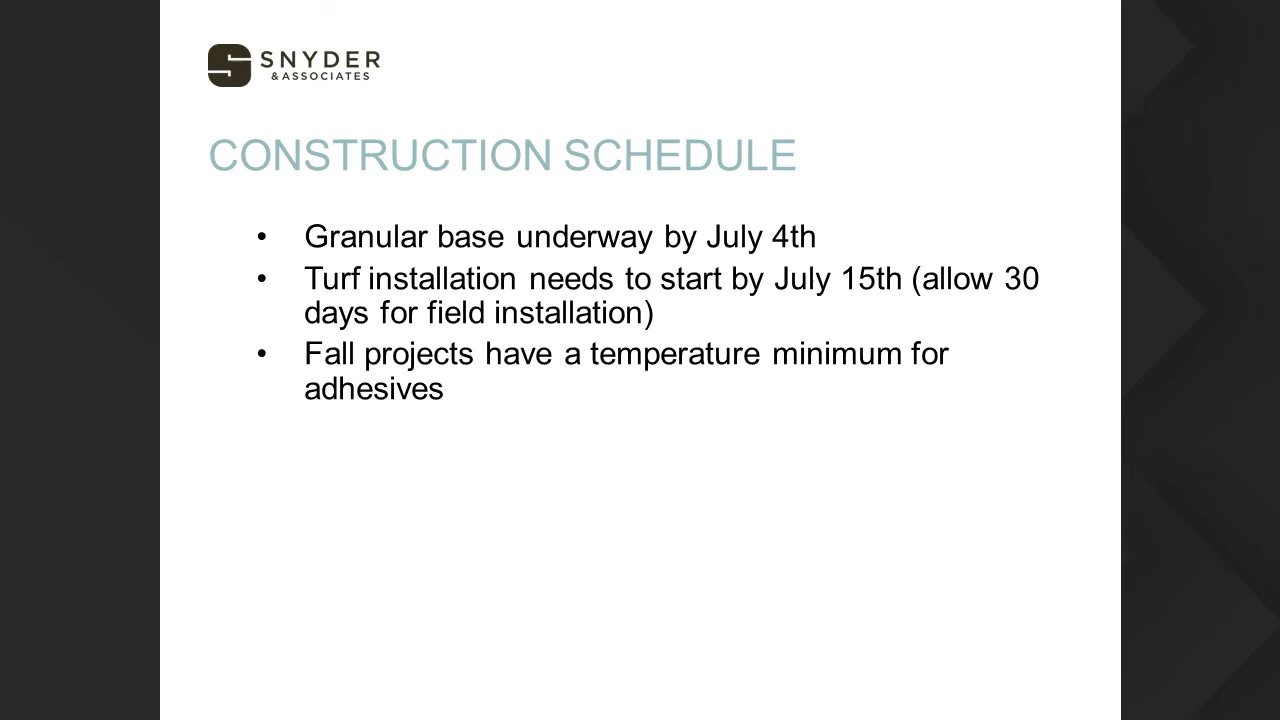 SNYDER
& ASSOCIATES
CONSTRUCTION SCHEDULE
• Granular base underway by July 4th
• Turf installation needs to start by July 15th (allow 30
days for field installation)
• Fall projects have a temperature minimum for
adhesives